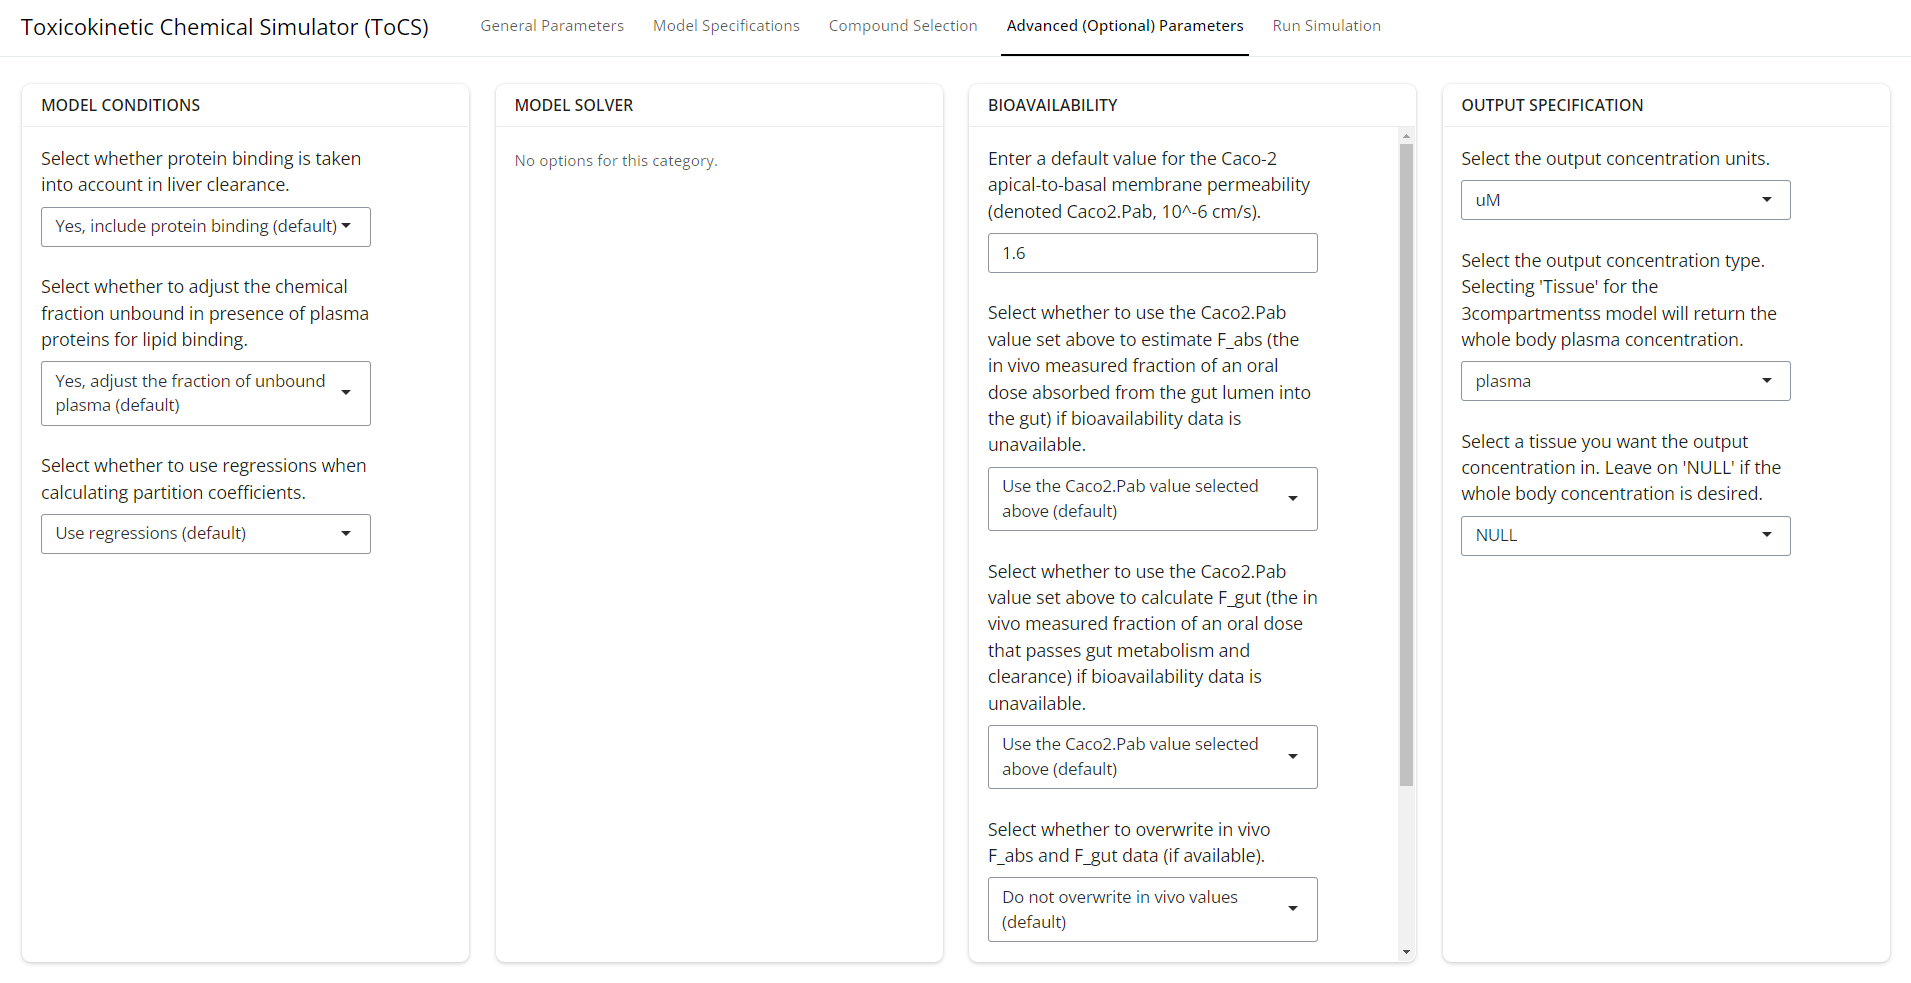 Toxicokinetic Chemical Simulator (ToCS)
General Parameters
Model Specifications
Compound Selection
Advanced (Optional) Parameters
Run Simulation
MODEL CONDITIONS
Select whether protein binding is taken
into account in liver clearance.
Yes, include protein binding (default)
Select whether to adjust the chemical
fraction unbound in presence of plasma
proteins for lipid binding.
Yes, adjust the fraction of unbound
plasma (default)
Select whether to use regressions when
calculating partition coefficients.
Use regressions (default)
MODEL SOLVER
No options for this category.
BIOAVAILABILITY
Enter a default value for the Caco-2
apical-to-basal membrane permeability
(denoted Caco2.Pab, 10^-6 cm/s).
1.6
Select whether to use the Caco2.Pab
value set above to estimate F_abs (the
in vivo measured fraction of an oral
dose absorbed from the gut lumen into
the gut) if bioavailability data is
unavailable.
Use the Caco2.Pab value selected
above (default)
Select whether to use the Caco2.Pab
value set above to calculate F_gut (the in
vivo measured fraction of an oral dose
that passes gut metabolism and
clearance) if bioavailability data is
unavailable.
Use the Caco2.Pab value selected
above (default)
Select whether to overwrite in vivo
F_abs and F_gut data (if available).
Do not overwrite in vivo values
(default)
OUTPUT SPECIFICATION
Select the output concentration units.
uM
Select the output concentration type.
Selecting 'Tissue' for the
3compartmentss model will return the
whole body plasma concentration.
plasma
Select a tissue you want the output
concentration in. Leave on 'NULL' if the
whole body concentration is desired.
NULL